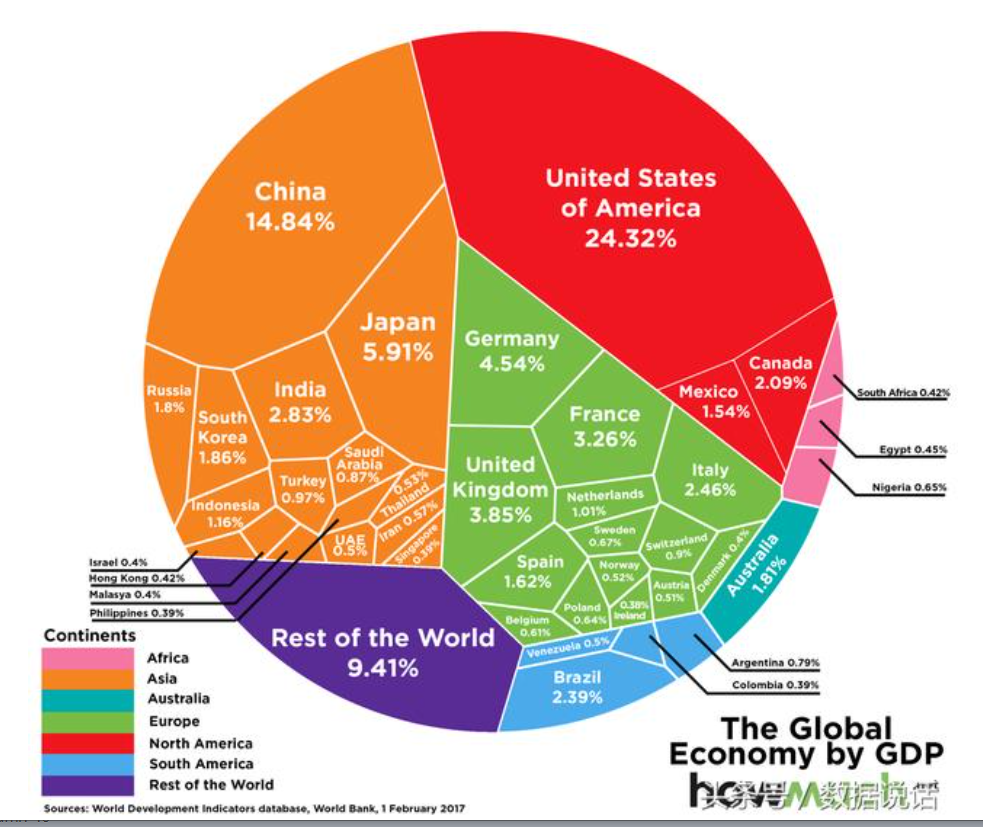 China
14.84%
United States
of America
24.32%
Japan
5.91%
Germany
4.54%
Canada
2.09%
Mexico
1.54%
South Africa 0.42%
Egypt 0.45%
Nigeria 0.65%
Russia
1.8%
South
Korea
1.86%
India
2.83%
France
3.26%
Saudi
Arabia
0.87%
Turkey
0.97%
0.53%
Thailand
Iran 0.57%
Singapore
0.39%
UAE
0.5%
Indonesia
1.16%
United
Kingdom
3.85%
Italy
2.46%
Netherlands
1.01%
Sweden
0.67%
Switzerland
0.9%
Denmark 0.4%
Australia
1.81%
Spain
1.62%
Norway
0.52%
Austria
0.51%
Poland
0.64%
0.38%
Ireland
Belgium
0.61%
Israel 0.4%
Hong Kong 0.42%
Malasya 0.4%
Philippines 0.39%
Rest of the World
9.41%
Venezuela 0.5%
Brazil
2.39%
Argentina 0.79%
Colombia 0.39%
Continents
Africa
Asia
Australia
Europe
North America
South America
Rest of the World
The Global
Economy by GDP
头条号 / 数据说话
Sources: World Development Indicators database, World Bank, 1 February 2017